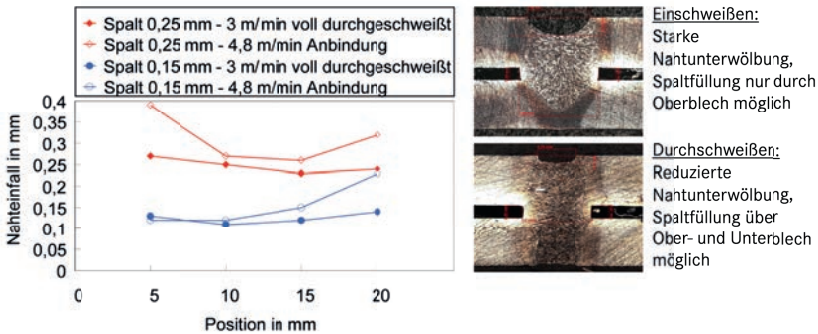 Spalt 0,25 mm - 3 m/min voll durchgeschweißt
Spalt 0,25 mm - 4,8 m/min Anbindung
Spalt 0,15 mm - 3 m/min voll durchgeschweißt
Spalt 0,15 mm - 4,8 m/min Anbindung
Nahteinfall in mm
0,4
0,35
0,3
0,25
0,2
0,15
0,1
0,05
0
0 5 10 15 20
Position in mm
Einschweißen:
Starke
Nahtunterwölbung,
Spaltfüllung nur durch
Oberblech möglich
Durchschweißen:
Reduzierte
Nahtunterwölbung,
Spaltfüllung über
Ober- und Unterblech
möglich